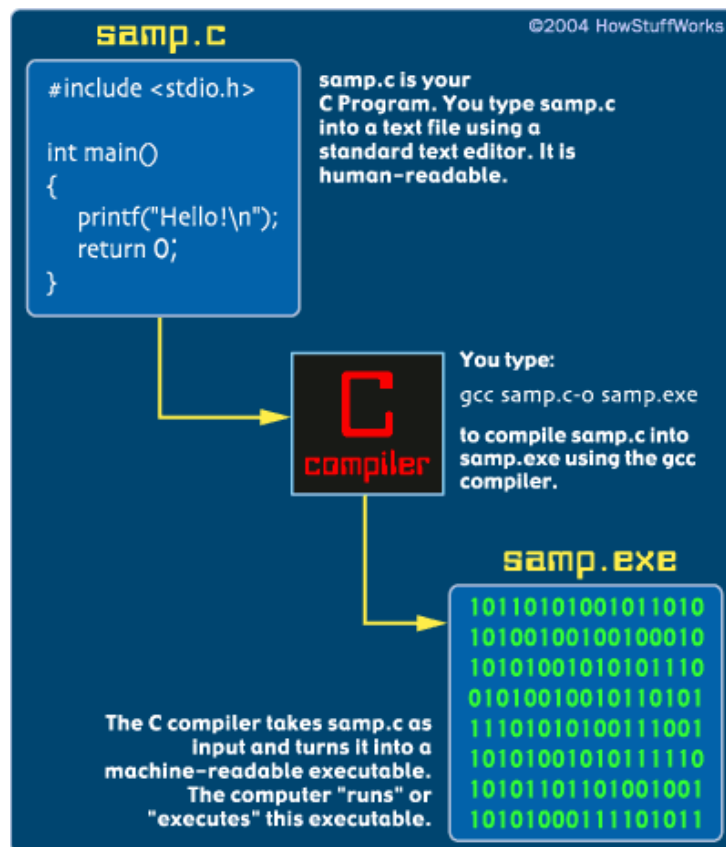 samp.c
©2004 HowStuffWorks
#include <stdio.h>
int main()
{
printf("Hello!\n");
return 0;
}
samp.c is your
C Program. You type samp.c
into a text file using a
standard text editor. It is
human-readable.
C
compiler
You type:
gcc samp.c-o samp.exe
to compile samp.c into
samp.exe using the gcc
compiler.
samp.exe
10110101001011010
10100100100100010
10101001010101110
01010010010110101
11101010100111001
10101001010111110
10101101101001001
10101000111101011
The C compiler takes samp.c as
input and turns it into a
machine-readable executable.
The computer "runs" or
"executes" this executable.